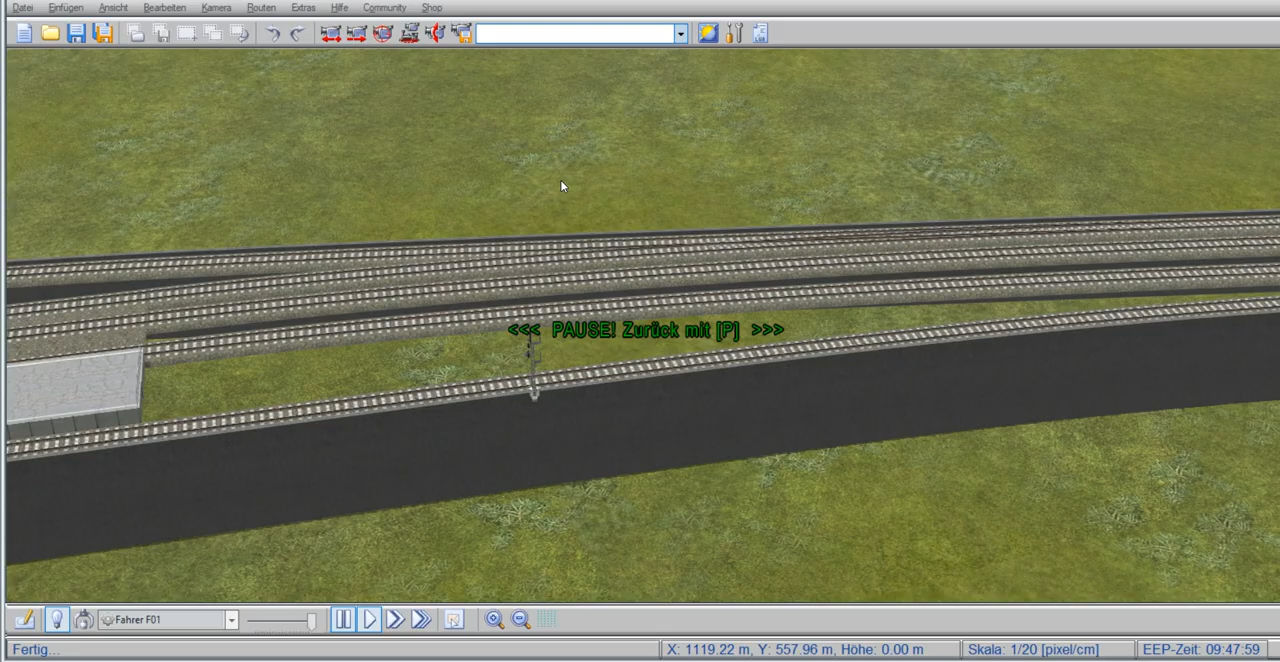 Datei Einfügen Ansicht Bearbeiten Kamera Routen Extras Hilfe Community Shop
<<< PAUSE! Zurück mit [P] >>>
Fahrer F01
Fertig... X: 1119.22 m, Y: 557.96 m, Höhe: 0.00 m Skala: 1/20 [pixel/cm] EEP-Zeit: 09:47:59